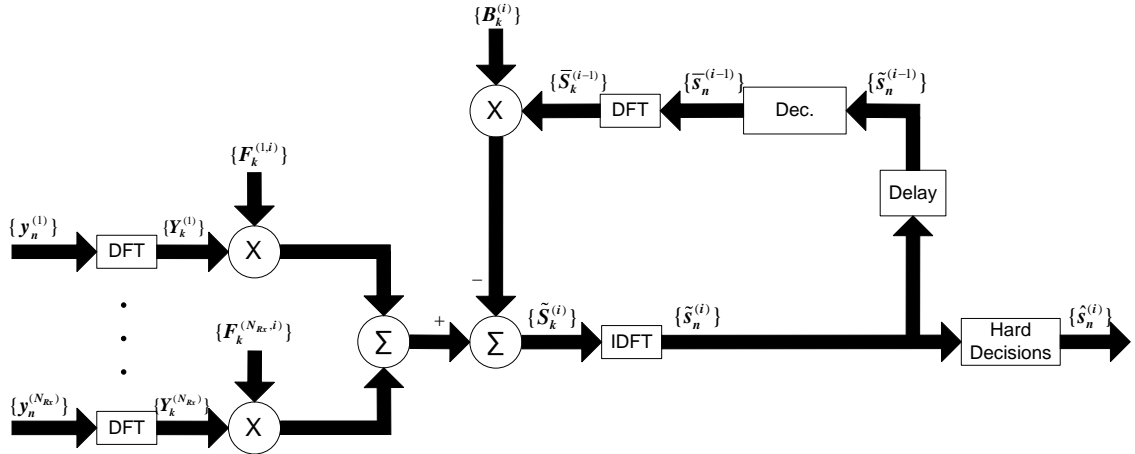 {B_k^(i)}
{S̄_k^(i-1)}
{s̄_n^(i-1)}
{s̃_n^(i-1)}
X
DFT
Dec.
{F_k^(1,i)}
Delay
{y_n^(1)}
{Y_k^(1)}
DFT
X
−
{F_k^(N_Rx,i)}
+
{S̃_k^(i)}
{s̃_n^(i)}
{ŝ_n^(i)}
Σ
Σ
IDFT
Hard
Decisions
{y_n^(N_Rx)}
{Y_k^(N_Rx)}
DFT
X